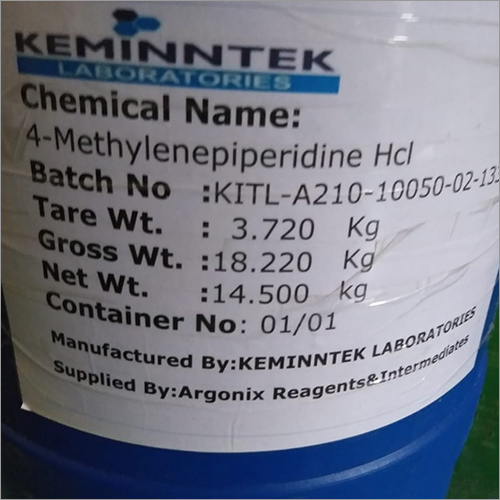 KEMINNTEK
LABORATORIES
Chemical Name:
4-Methylenepiperidine Hcl
Batch No :KITL-A210-10050-02-133
Tare Wt. : 3.720 Kg
Gross Wt. :18.220 Kg
Net Wt. :14.500 kg
Container No: 01/01
Manufactured By:KEMINNTEK LABORATORIES
Supplied By:Argonix Reagents&Intermediates